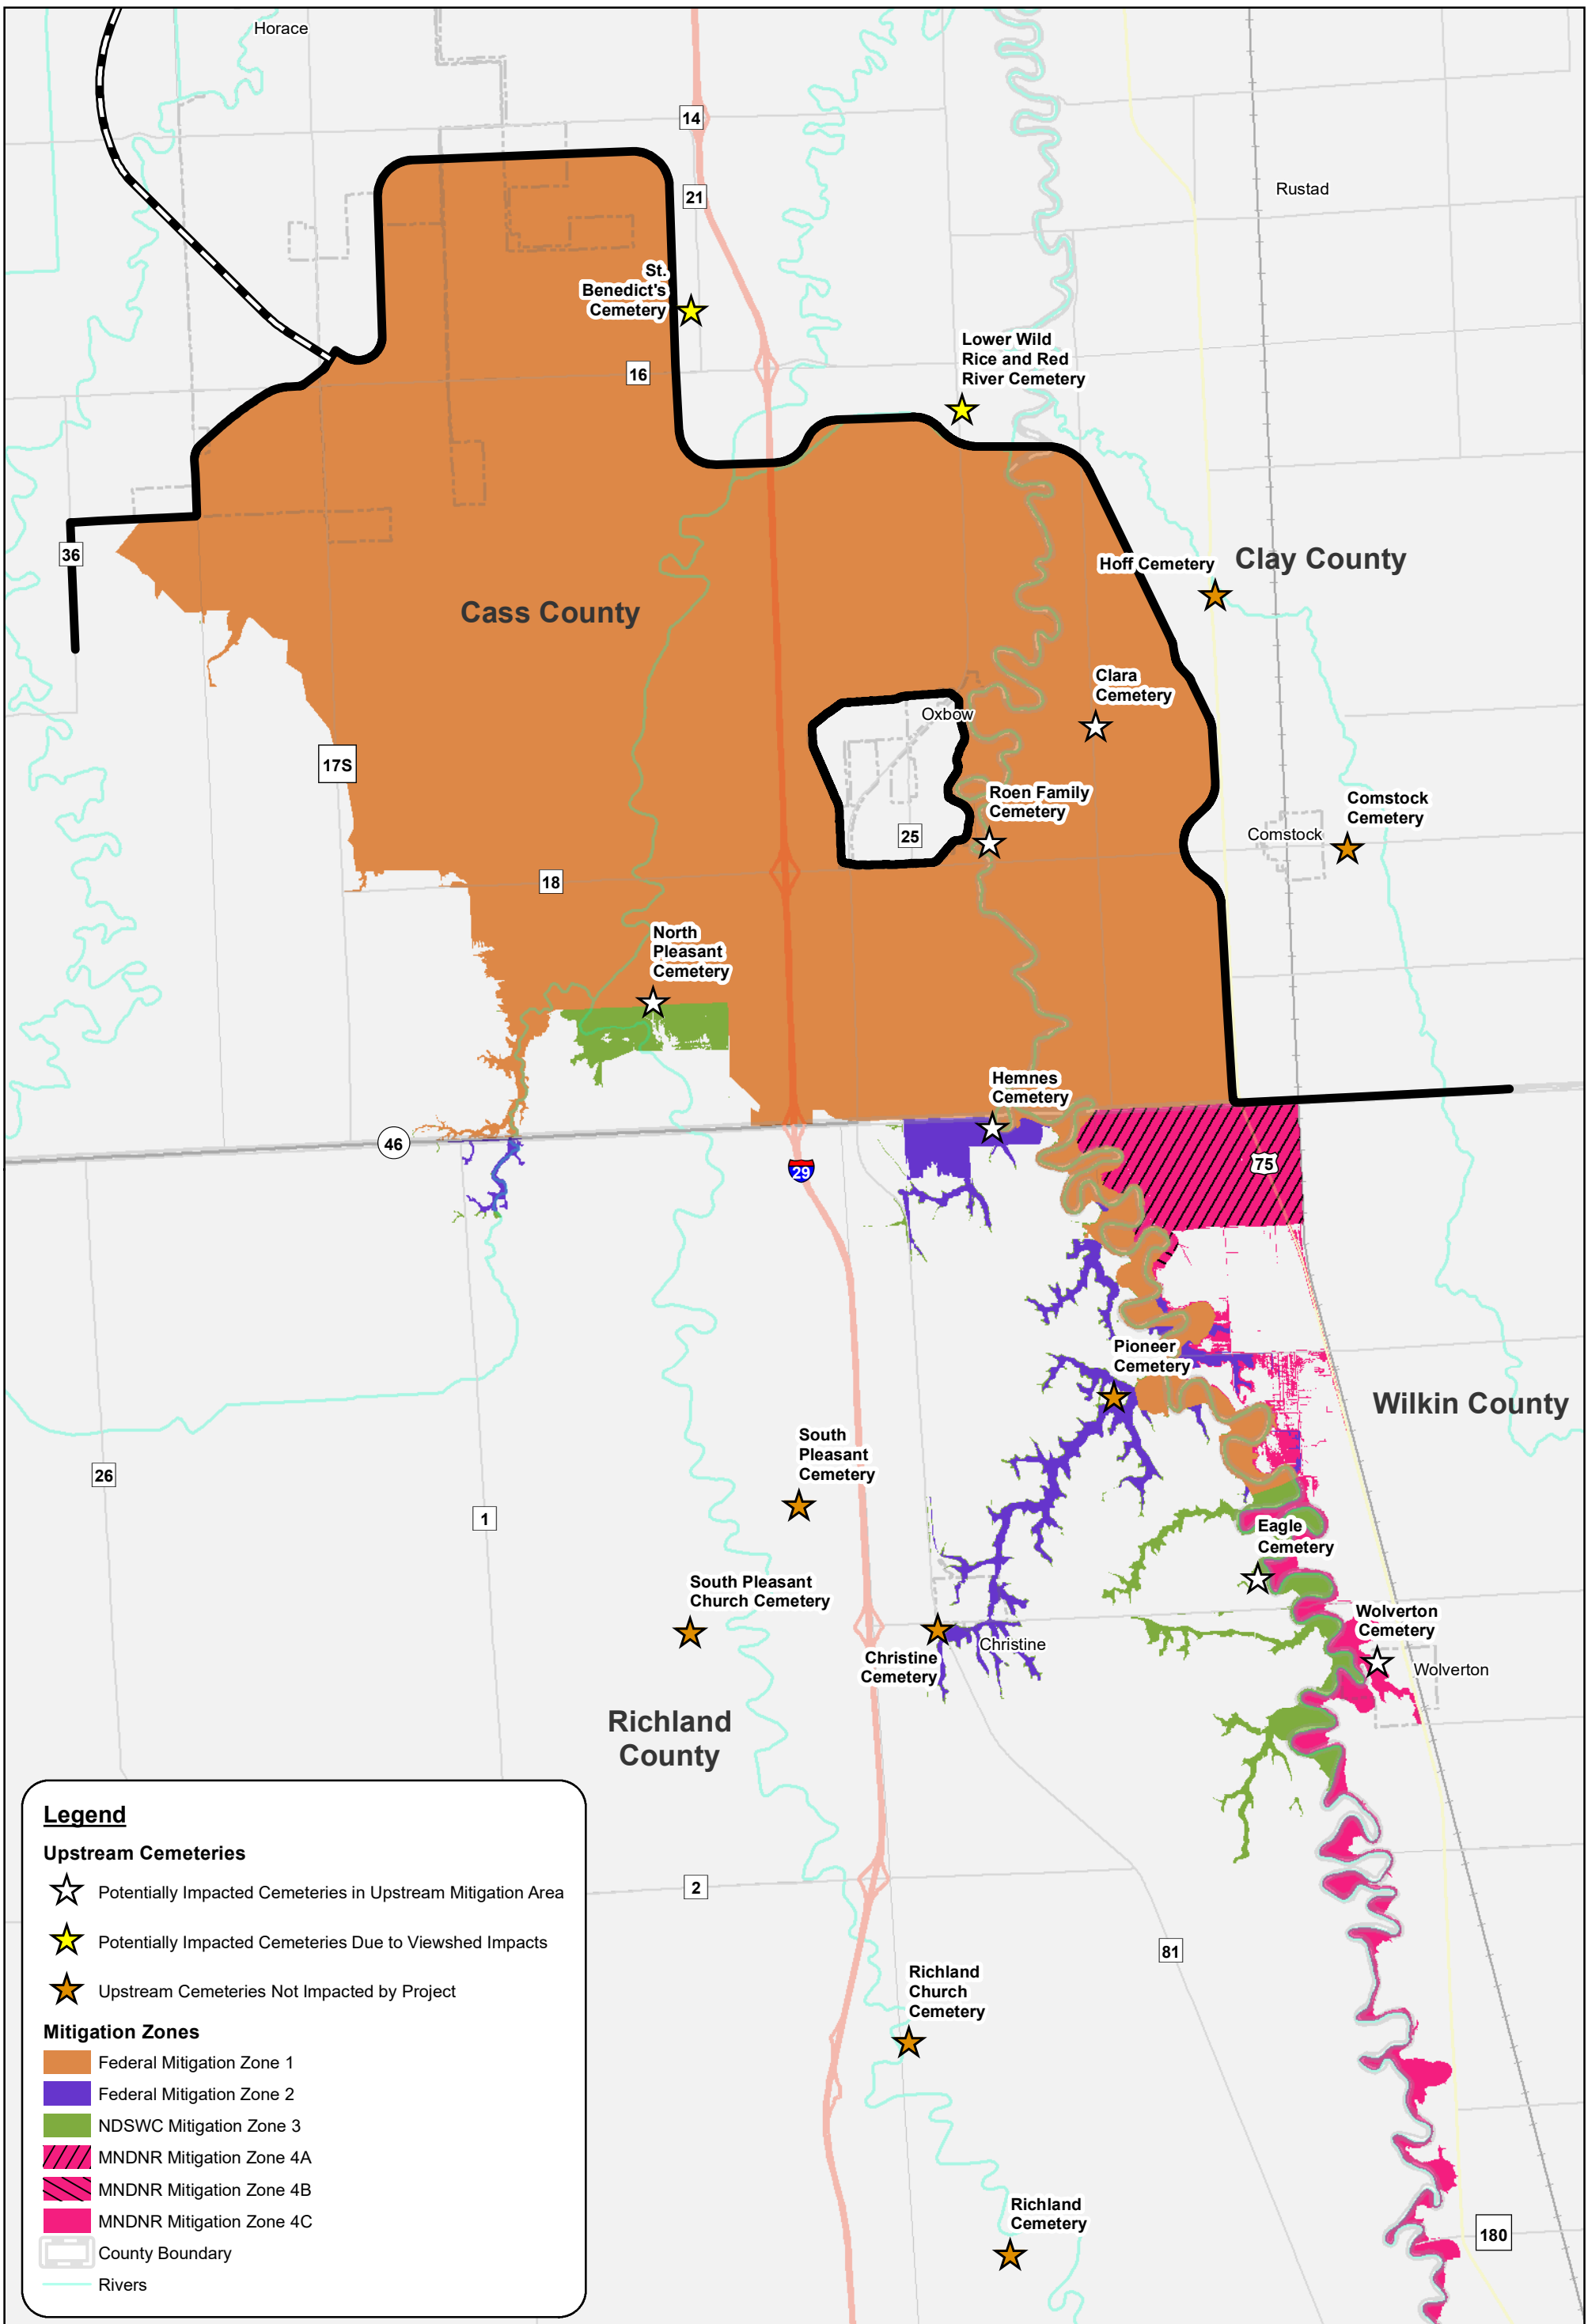 Horace
14
Rustad
21
St.
Benedict's
Cemetery
Lower Wild
Rice and Red
River Cemetery
16
36
Hoff Cemetery
Clay County
Cass County
Clara
Cemetery
Oxbow
17S
Roen Family
Cemetery
Comstock
Cemetery
Comstock
25
18
North
Pleasant
Cemetery
Hemnes
Cemetery
46
29
75
Pioneer
Cemetery
Wilkin County
South
Pleasant
Cemetery
26
1
Eagle
Cemetery
South Pleasant
Church Cemetery
Wolverton
Cemetery
Christine
Christine
Cemetery
Wolverton
Richland
County
Legend
Upstream Cemeteries
Potentially Impacted Cemeteries in Upstream Mitigation Area
Potentially Impacted Cemeteries Due to Viewshed Impacts
Upstream Cemeteries Not Impacted by Project
Mitigation Zones
Federal Mitigation Zone 1
Federal Mitigation Zone 2
NDSWC Mitigation Zone 3
MNDNR Mitigation Zone 4A
MNDNR Mitigation Zone 4B
MNDNR Mitigation Zone 4C
County Boundary
Rivers
2
81
Richland
Church
Cemetery
Richland
Cemetery
180